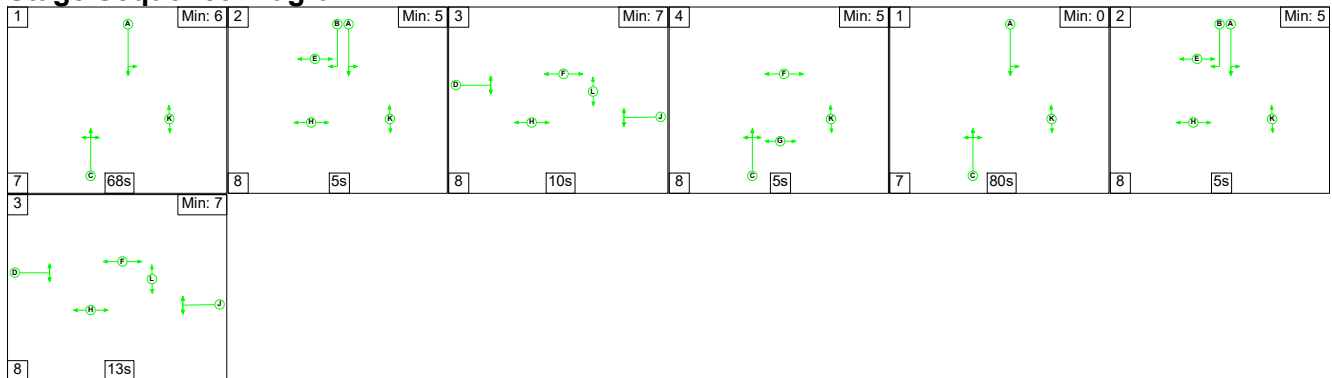 Stage Sequence Diagram
1 Min: 6
A
K
C
7 68s
2 Min: 5
B A
E
H K
8 5s
3 Min: 7
F
D L
H J
8 10s
4 Min: 5
F
K
G
C
8 5s
1 Min: 0
A
K
C
7 80s
2 Min: 5
B A
E
H K
8 5s
3 Min: 7
F
D L
J
H
8 13s